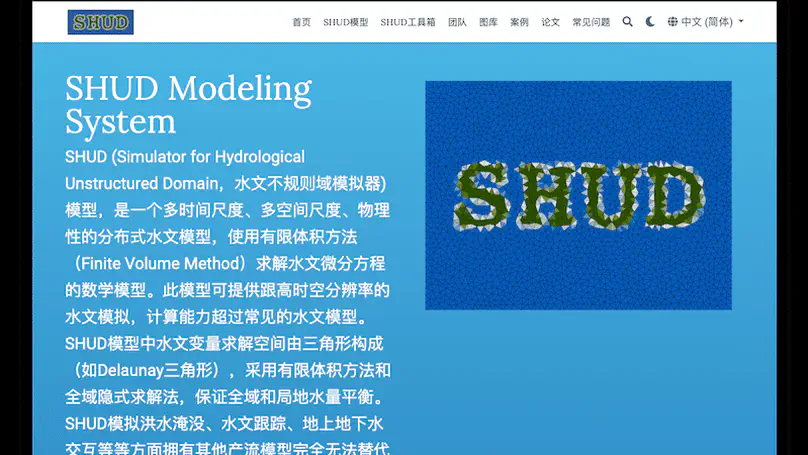 SHUD
首页 SHUD模型 SHUD工具箱 团队 图库 案例 论文 常见问题 中文 (简体)
SHUD Modeling
System
SHUD (Simulator for Hydrological
Unstructured Domain，水文不规则域模拟器)
模型，是一个多时间尺度、多空间尺度、物理
性的分布式水文模型，使用有限体积方法
（Finite Volume Method）求解水文微分方程
的数学模型。此模型可提供跟高时空分辨率的
水文模拟，计算能力超过常见的水文模型。
SHUD模型中水文变量求解空间由三角形构成
（如Delaunay三角形），采用有限体积方法和
全域隐式求解法，保证全域和局地水量平衡。
SHUD模拟洪水淹没、水文跟踪、地上地下水
交互等等方面拥有其他产流模型完全无法替代
SHUD